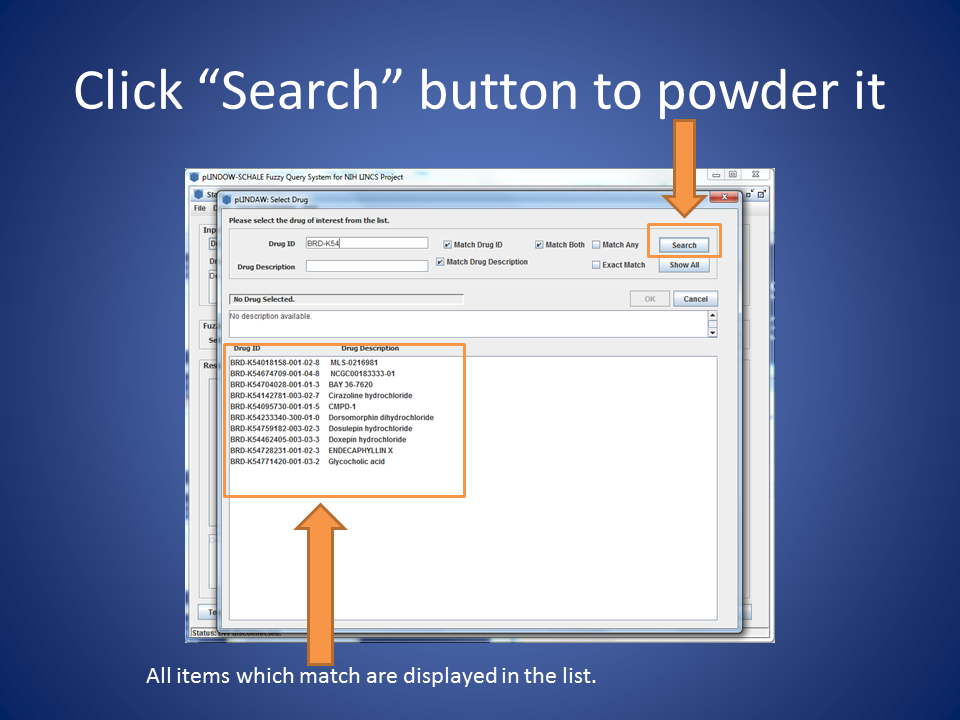 Click “Search” button to powder it
pLINDOW-SCHALE Fuzzy Query System for NIH LINCS Project
pLINDAW: Select Drug
File
Please select the drug of interest from the list.
Drug ID BRD-K54 Match Drug ID Match Both Match Any Search
Drug Description Match Drug Description Exact Match Show All
No Drug Selected. OK Cancel
No description available.
Drug ID Drug Description
BRD-K54018158-001-02-8 MLS-0216981
BRD-K54674709-001-04-8 NCGC00183333-01
BRD-K54704028-001-01-3 BAY 36-7620
BRD-K54142781-003-02-7 Cirazoline hydrochloride
BRD-K54095730-001-01-5 CMPD-1
BRD-K54233340-300-01-0 Dorsomorphin dihydrochloride
BRD-K54759182-003-02-3 Dosulepin hydrochloride
BRD-K54462405-003-03-3 Doxepin hydrochloride
BRD-K54728231-001-02-3 ENDECAPHYLLIN X
BRD-K54771420-001-03-2 Glycocholic acid
Status: disconnected.
All items which match are displayed in the list.